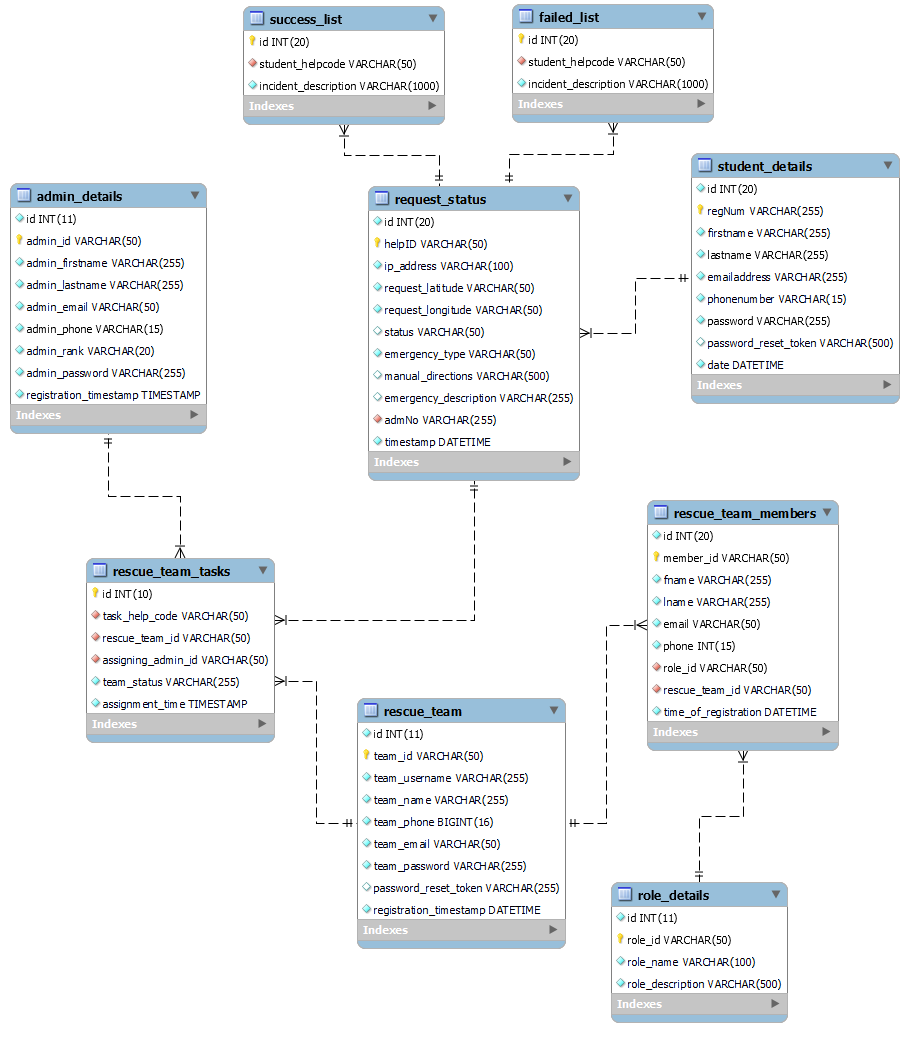 success_list
id INT(20)
student_helpcode VARCHAR(50)
incident_description VARCHAR(1000)
Indexes
failed_list
id INT(20)
student_helpcode VARCHAR(50)
incident_description VARCHAR(1000)
Indexes
student_details
id INT(20)
regNum VARCHAR(255)
firstname VARCHAR(255)
lastname VARCHAR(255)
emailaddress VARCHAR(255)
phonenumber VARCHAR(15)
password VARCHAR(255)
password_reset_token VARCHAR(500)
date DATETIME
Indexes
admin_details
id INT(11)
admin_id VARCHAR(50)
admin_firstname VARCHAR(255)
admin_lastname VARCHAR(255)
admin_email VARCHAR(50)
admin_phone VARCHAR(15)
admin_rank VARCHAR(20)
admin_password VARCHAR(255)
registration_timestamp TIMESTAMP
Indexes
request_status
id INT(20)
helpID VARCHAR(50)
ip_address VARCHAR(100)
request_latitude VARCHAR(50)
request_longitude VARCHAR(50)
status VARCHAR(50)
emergency_type VARCHAR(50)
manual_directions VARCHAR(500)
emergency_description VARCHAR(255)
admNo VARCHAR(255)
timestamp DATETIME
Indexes
rescue_team_members
id INT(20)
member_id VARCHAR(50)
fname VARCHAR(255)
lname VARCHAR(255)
email VARCHAR(50)
phone INT(15)
role_id VARCHAR(50)
rescue_team_id VARCHAR(50)
time_of_registration DATETIME
Indexes
rescue_team_tasks
id INT(10)
task_help_code VARCHAR(50)
rescue_team_id VARCHAR(50)
assigning_admin_id VARCHAR(50)
team_status VARCHAR(255)
assignment_time TIMESTAMP
Indexes
rescue_team
id INT(11)
team_id VARCHAR(50)
team_username VARCHAR(255)
team_name VARCHAR(255)
team_phone BIGINT(16)
team_email VARCHAR(50)
team_password VARCHAR(255)
password_reset_token VARCHAR(255)
registration_timestamp DATETIME
Indexes
role_details
id INT(11)
role_id VARCHAR(50)
role_name VARCHAR(100)
role_description VARCHAR(500)
Indexes